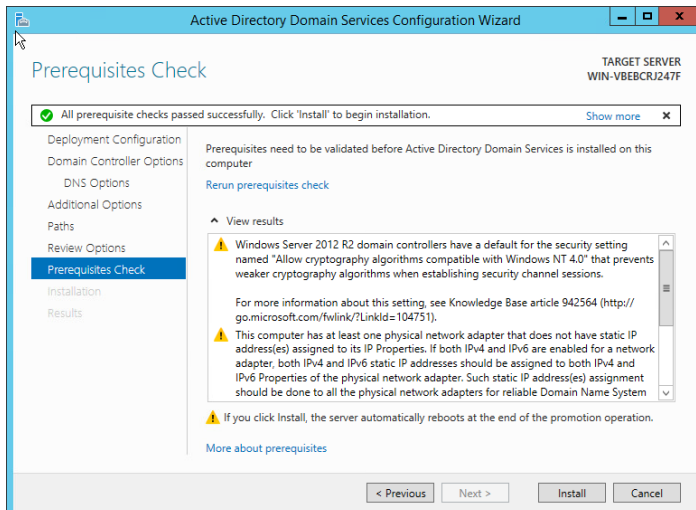 Active Directory Domain Services Configuration Wizard
Prerequisites Check
TARGET SERVER
WIN-VBEBCRJ247F
All prerequisite checks passed successfully. Click 'Install' to begin installation.
Show more
Deployment Configuration
Domain Controller Options
DNS Options
Additional Options
Paths
Review Options
Prerequisites Check
Installation
Results
Prerequisites need to be validated before Active Directory Domain Services is installed on this
computer
Rerun prerequisites check
View results
Windows Server 2012 R2 domain controllers have a default for the security setting
named "Allow cryptography algorithms compatible with Windows NT 4.0" that prevents
weaker cryptography algorithms when establishing security channel sessions.
For more information about this setting, see Knowledge Base article 942564 (http://
go.microsoft.com/fwlink/?LinkId=104751).
This computer has at least one physical network adapter that does not have static IP
address(es) assigned to its IP Properties. If both IPv4 and IPv6 are enabled for a network
adapter, both IPv4 and IPv6 static IP addresses should be assigned to both IPv4 and
IPv6 Properties of the physical network adapter. Such static IP address(es) assignment
should be done to all the physical network adapters for reliable Domain Name System
If you click Install, the server automatically reboots at the end of the promotion operation.
More about prerequisites
< Previous
Next >
Install
Cancel